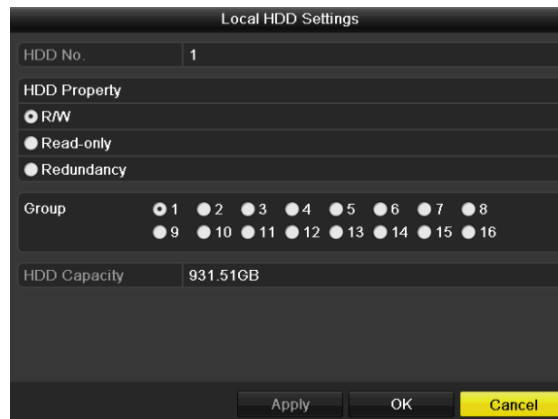 Local HDD Settings
HDD No. 1
HDD Property
R/W
Read-only
Redundancy
Group 1 2 3 4 5 6 7 8
9 10 11 12 13 14 15 16
HDD Capacity 931.51GB
Apply OK Cancel